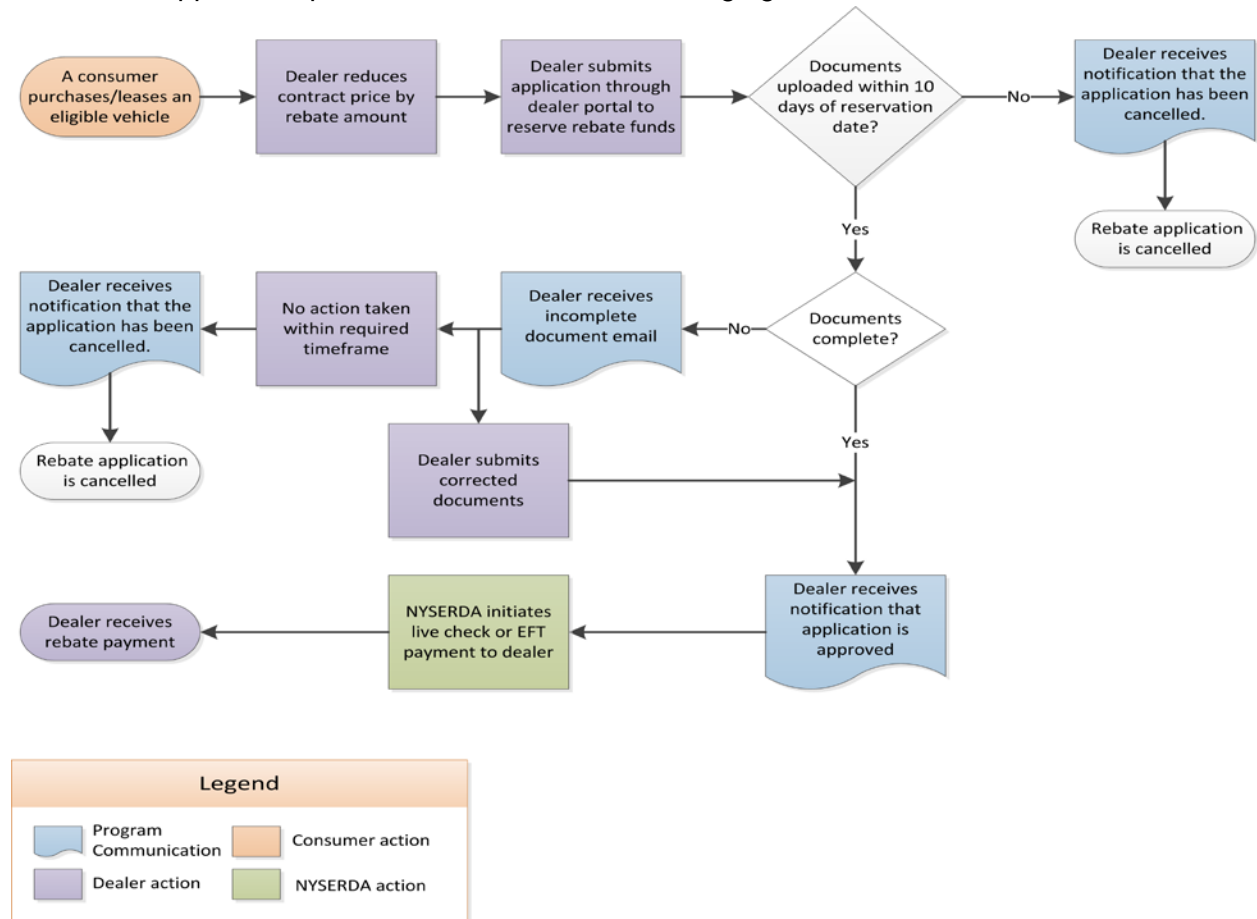 A consumer
purchases/leases an
eligible vehicle
Dealer reduces
contract price by
rebate amount
Dealer submits
application through
dealer portal to
reserve rebate funds
Documents
uploaded within 10
days of reservation
date?
No
Dealer receives
notification that the
application has been
cancelled.
Yes
Rebate application
is cancelled
Dealer receives
notification that the
application has been
cancelled.
No action taken
within required
timeframe
Dealer receives
incomplete
document email
No
Documents
complete?
Rebate application
is cancelled
Dealer submits
corrected
documents
Yes
Dealer receives
rebate payment
NYSERDA initiates
live check or EFT
payment to dealer
Dealer receives
notification that
application is
approved
Legend
Program
Communication
Consumer action
Dealer action
NYSERDA action